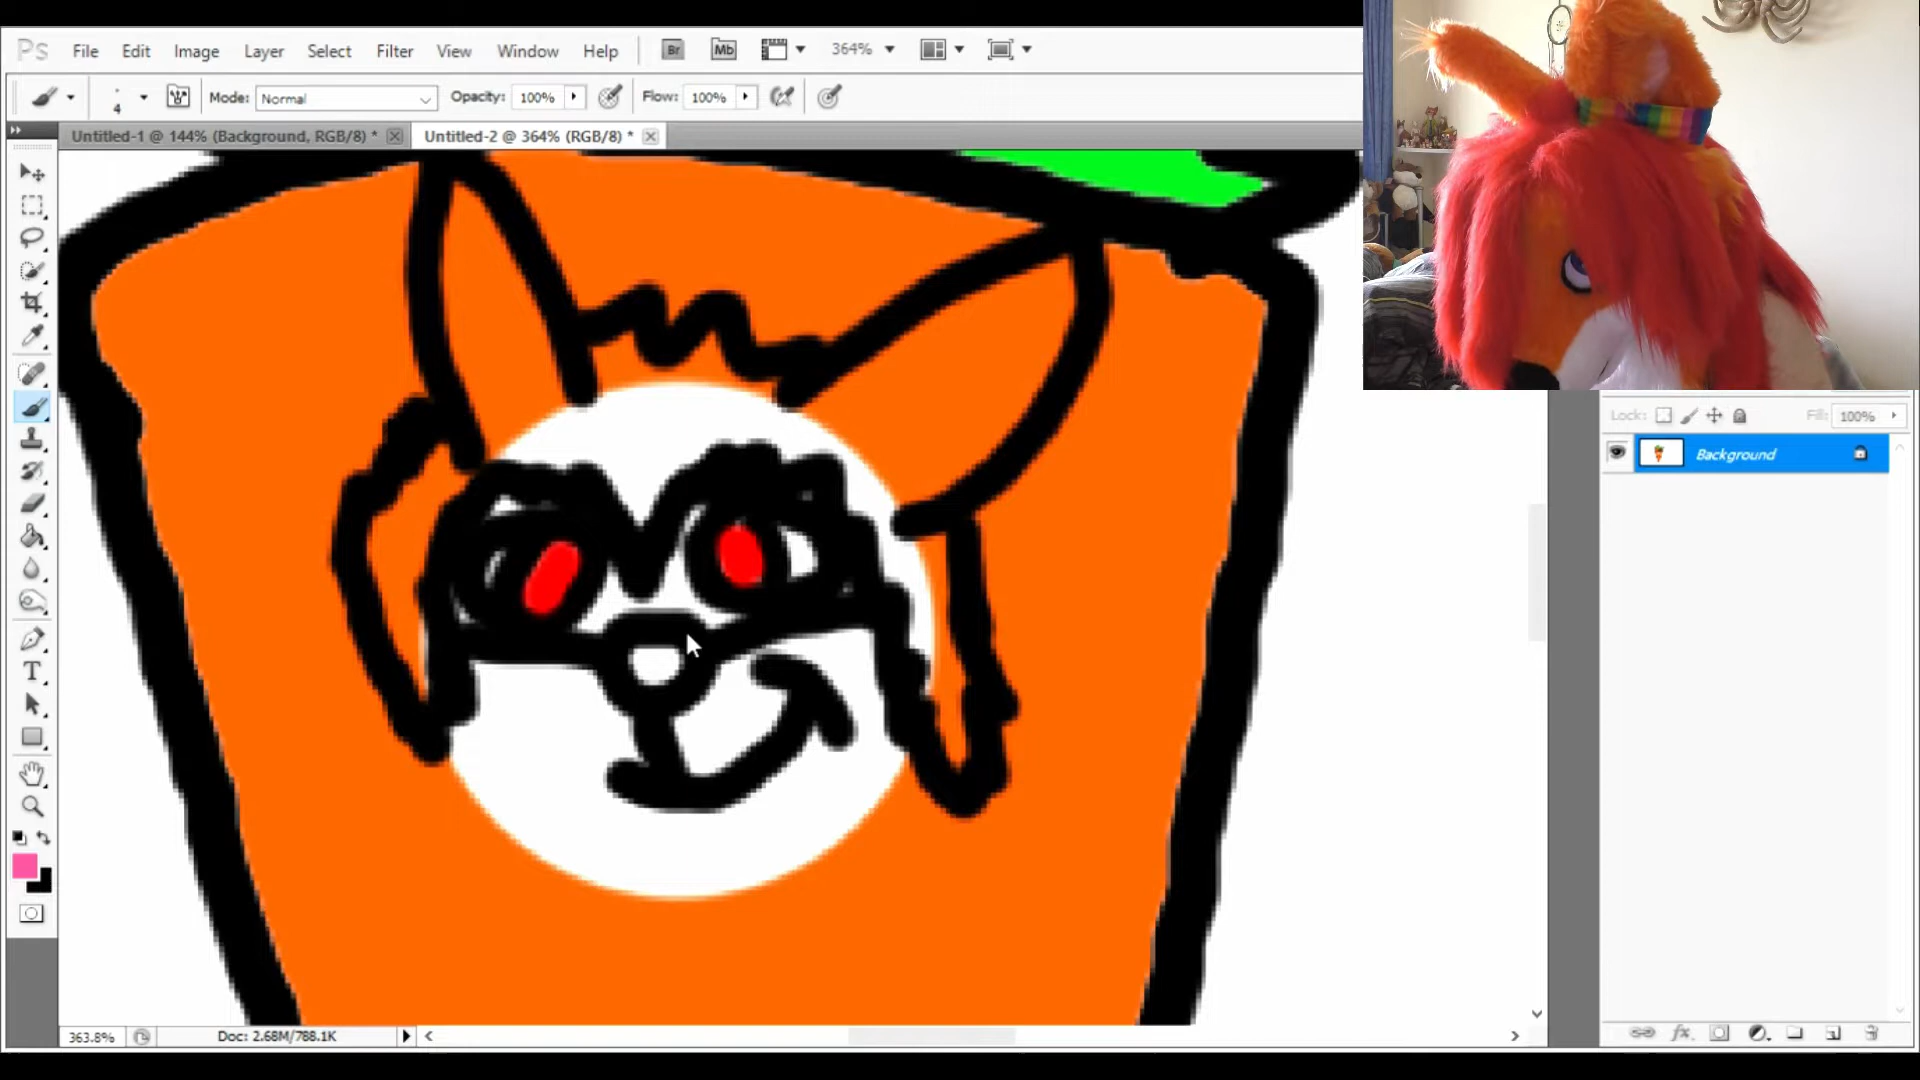 Ps File Edit Image Layer Select Filter View Window Help Br Mb 364%
4 Mode: Normal Opacity: 100% Flow: 100%
Untitled-1 @ 144% (Background, RGB/8) * Untitled-2 @ 364% (RGB/8) *
Lock: Fill: 100%
Background
T
363.8% Doc: 2.68M/788.1K
fx